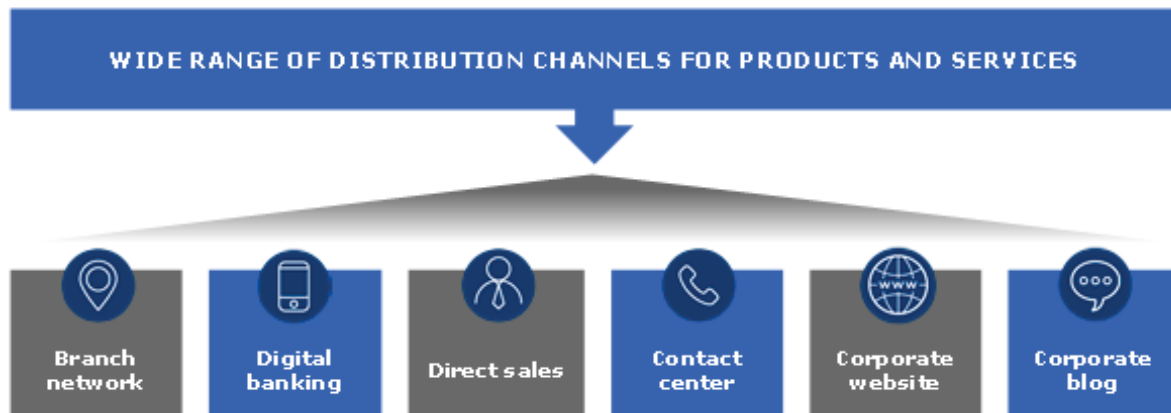 WIDE RANGE OF DISTRIBUTION CHANNELS FOR PRODUCTS AND SERVICES
www
Branch
network
Digital
banking
Direct sales
Contact
center
Corporate
website
Corporate
blog